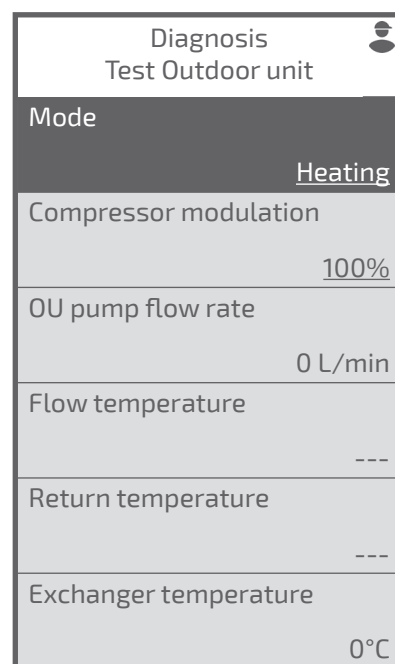 Diagnosis
Test Outdoor unit
Mode
Heating
Compressor modulation
100%
OU pump flow rate
0 L/min
Flow temperature
---
Return temperature
---
Exchanger temperature
0°C